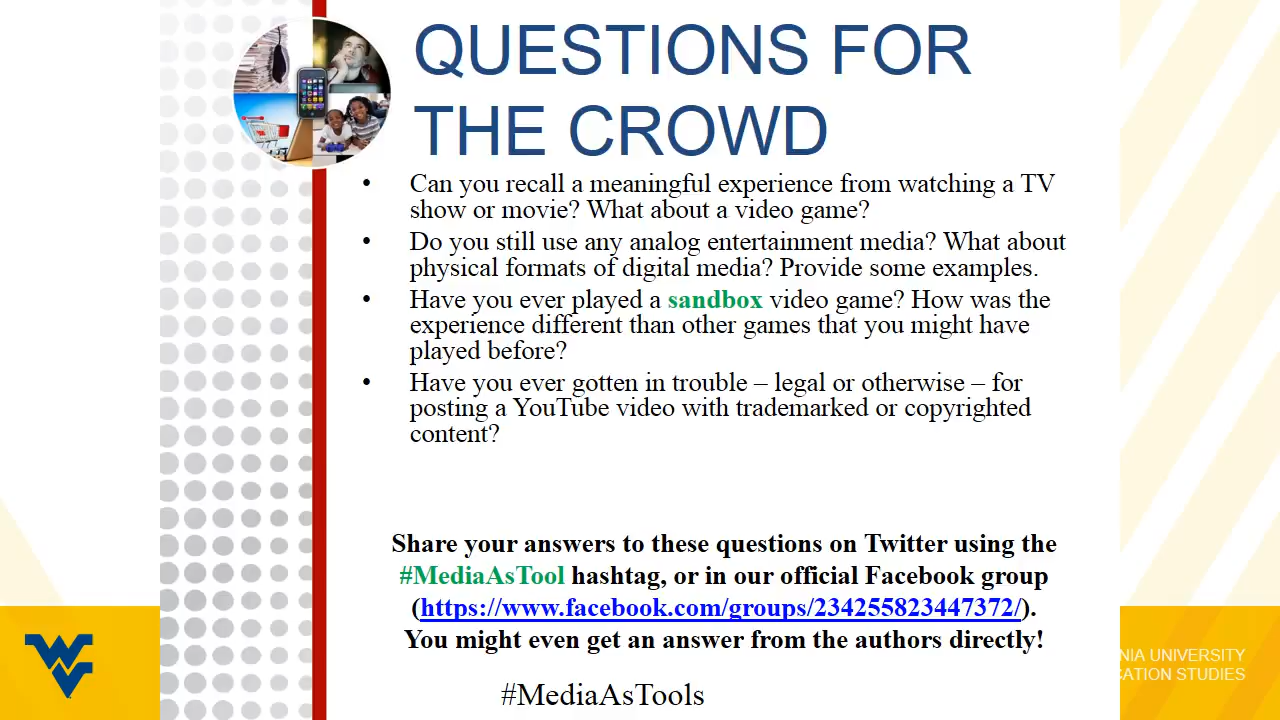 QUESTIONS FOR
THE CROWD
• Can you recall a meaningful experience from watching a TV
show or movie? What about a video game?
• Do you still use any analog entertainment media? What about
physical formats of digital media? Provide some examples.
• Have you ever played a sandbox video game? How was the
experience different than other games that you might have
played before?
• Have you ever gotten in trouble – legal or otherwise – for
posting a YouTube video with trademarked or copyrighted
content?
Share your answers to these questions on Twitter using the
#MediaAsTool hashtag, or in our official Facebook group
(https://www.facebook.com/groups/234255823447372/).
You might even get an answer from the authors directly!
WV
NIA UNIVERSITY
CATION STUDIES
#MediaAsTools